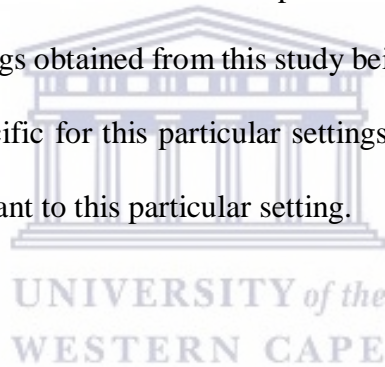 gs obtained from this study bei
cific for this particular settings
ant to this particular setting.
UNIVERSITY of the
WESTERN CAPE